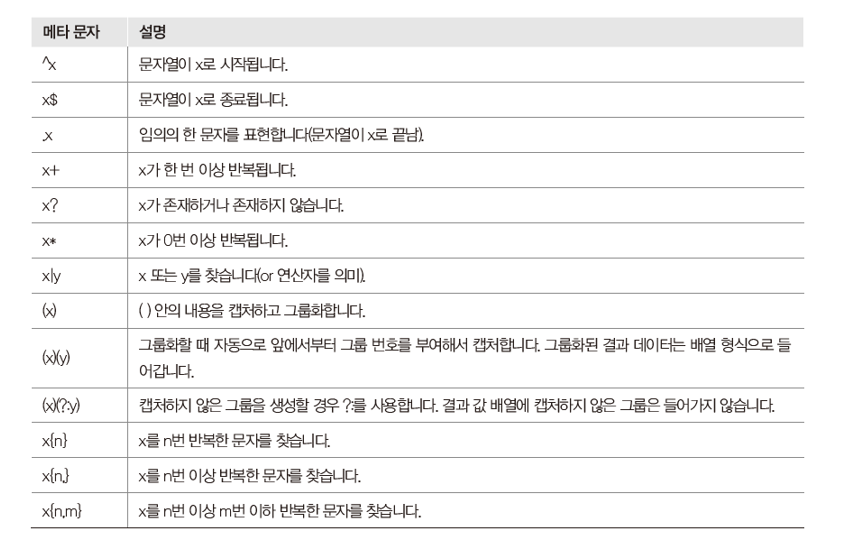 메타 문자 설명
^x 문자열이 x로 시작됩니다.
x$ 문자열이 x로 종료됩니다.
.x 임의의 한 문자를 표현합니다(문자열이 x로 끝남).
x+ x가 한 번 이상 반복됩니다.
x? x가 존재하거나 존재하지 않습니다.
x* x가 0번 이상 반복됩니다.
x|y x 또는 y를 찾습니다(or 연산자를 의미).
(x) ( ) 안의 내용을 캡처하고 그룹화합니다.
(x)(y) 그룹화할 때 자동으로 앞에서부터 그룹 번호를 부여해서 캡처합니다. 그룹화된 결과 데이터는 배열 형식으로 들
어갑니다.
(x)(?:y) 캡처하지 않은 그룹을 생성할 경우 ?:를 사용합니다. 결과 값 배열에 캡처하지 않은 그룹은 들어가지 않습니다.
x{n} x를 n번 반복한 문자를 찾습니다.
x{n,} x를 n번 이상 반복한 문자를 찾습니다.
x{n,m} x를 n번 이상 m번 이하 반복한 문자를 찾습니다.